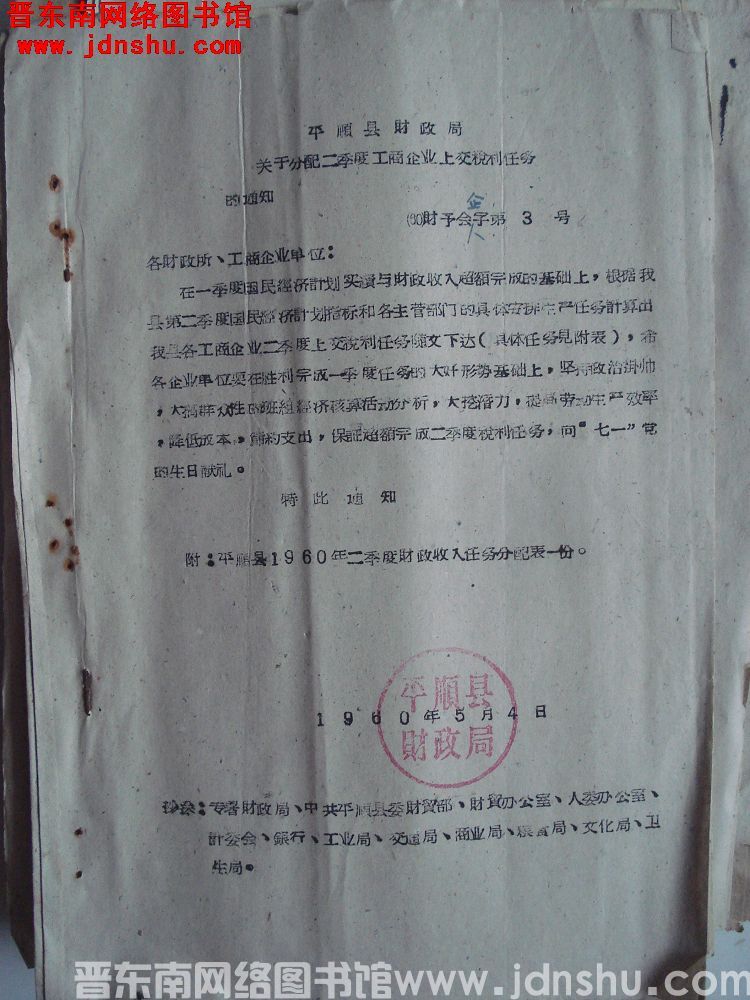 晋东南网络图书馆
www.jdnshu.com
平順县財政局
关于分配二季度工商企业上交稅利任务
的通知
(60)財予会字第 3 号
企
各財政所、工商企业单位：
在一季度国民經济計划实績与財政收入超額完成的基础上，根据我
县第二季度国民經济計划指标和各主管部门的具体安排生产任务計算出
我县各工商企业二季度上交稅利任务随文下达（具体任务見附表），希
各企业单位要在胜利完成一季度任务的大好形势基础上，坚持政治掛帅
，大搞群众性的班組經济核算活动分析，大挖潜力，提高劳动生产效率
，降低成本，節約支出，保証超額完成二季度稅利任务，向“七一”党
的生日献礼。
特此通知
附：平順县1960年二季度財政收入任务分配表一份。
平順县
財政局
1960年5月4日
抄送：专署財政局、中共平順县委財貿部、財貿办公室、人委办公室、
計委会、銀行、工业局、交通局、商业局、粮食局、文化局、卫
生局。
晋东南网络图书馆www.jdnshu.com